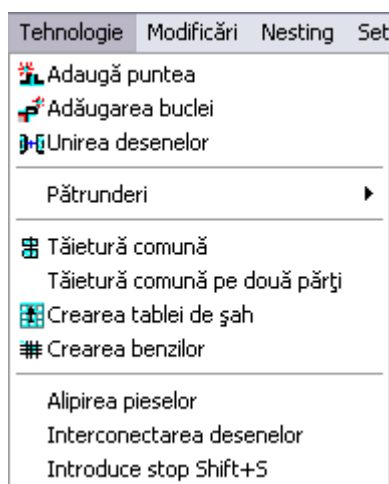 Tehnologie Modificări Nesting Set
Adaugă puntea
Adăugarea buclei
Unirea desenelor
Pătrunderi
Tăietură comună
Tăietură comună pe două părţi
Crearea tablei de şah
Crearea benzilor
Alipirea pieselor
Interconectarea desenelor
Introduce stop Shift+S